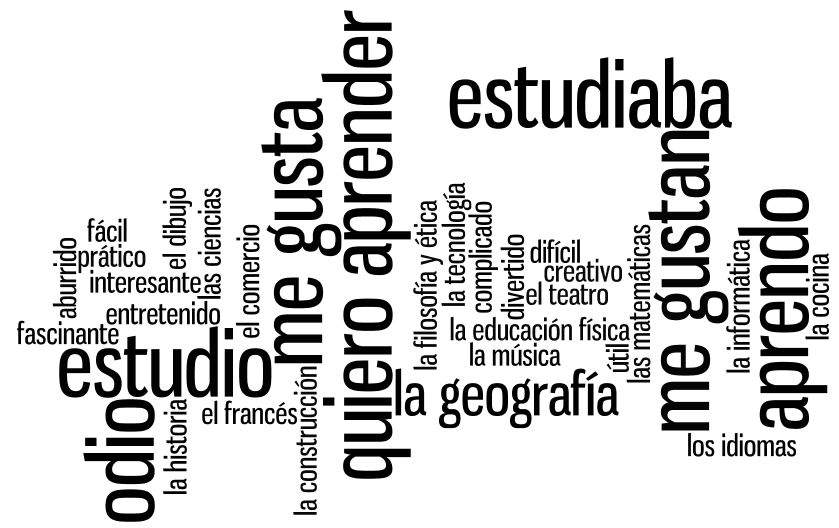 quiero aprender
estudiaba
me gusta
me gustan
aprendo
la filosofía y ética
la tecnología
complicado
el dibujo
las ciencias
fácil
el comercio
las matemáticas
difícil
divertido
aburrido
prático
la informática
la cocina
creativo
interesante
el teatro
entretenido
fascinante
la educación física
útil
la música
estudio
la geografía
odio
la historia
el francés
la construcción
los idiomas